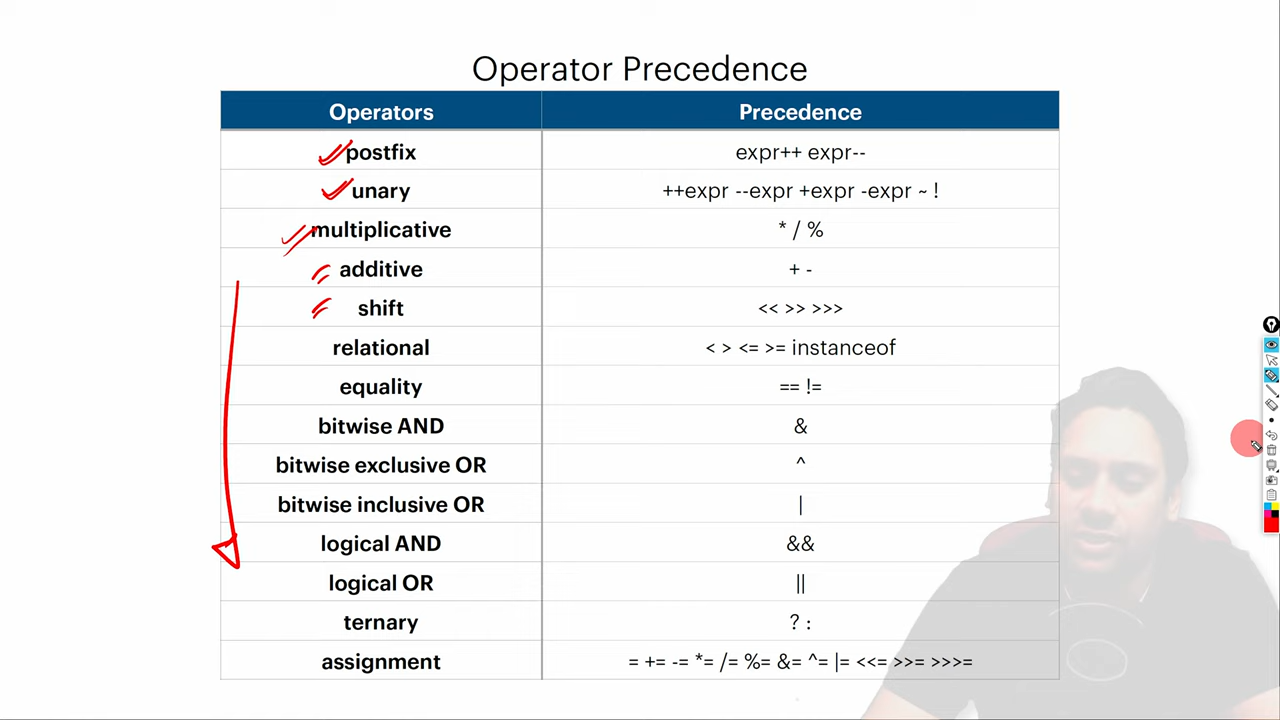 Operator Precedence
Operators Precedence
postfix expr++ expr--
unary ++expr --expr +expr -expr ~ !
multiplicative * / %
additive + -
shift << >> >>>
relational < > <= >= instanceof
equality == !=
bitwise AND &
bitwise exclusive OR ^
bitwise inclusive OR |
logical AND &&
logical OR ||
ternary ? :
assignment = += -= *= /= %= &= ^= |= <<= >>= >>>=